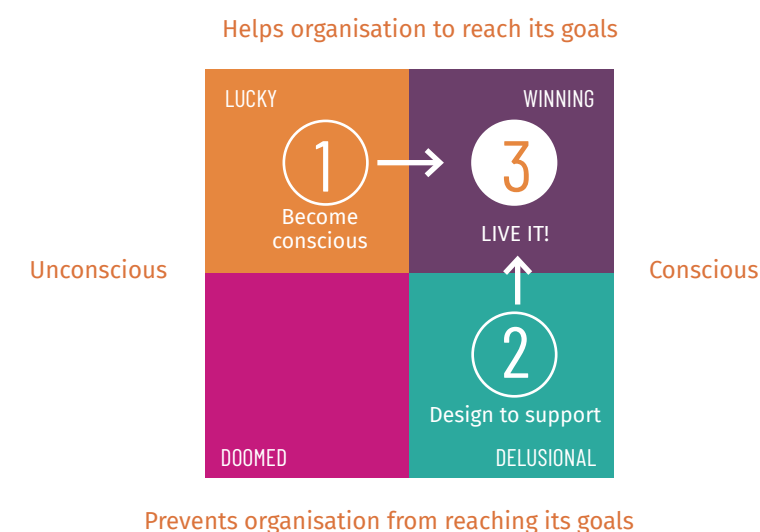 Helps organisation to reach its goals
LUCKY
WINNING
1
3
Become
conscious
LIVE IT!
Unconscious
Conscious
2
Design to support
DOOMED
DELUSIONAL
Prevents organisation from reaching its goals